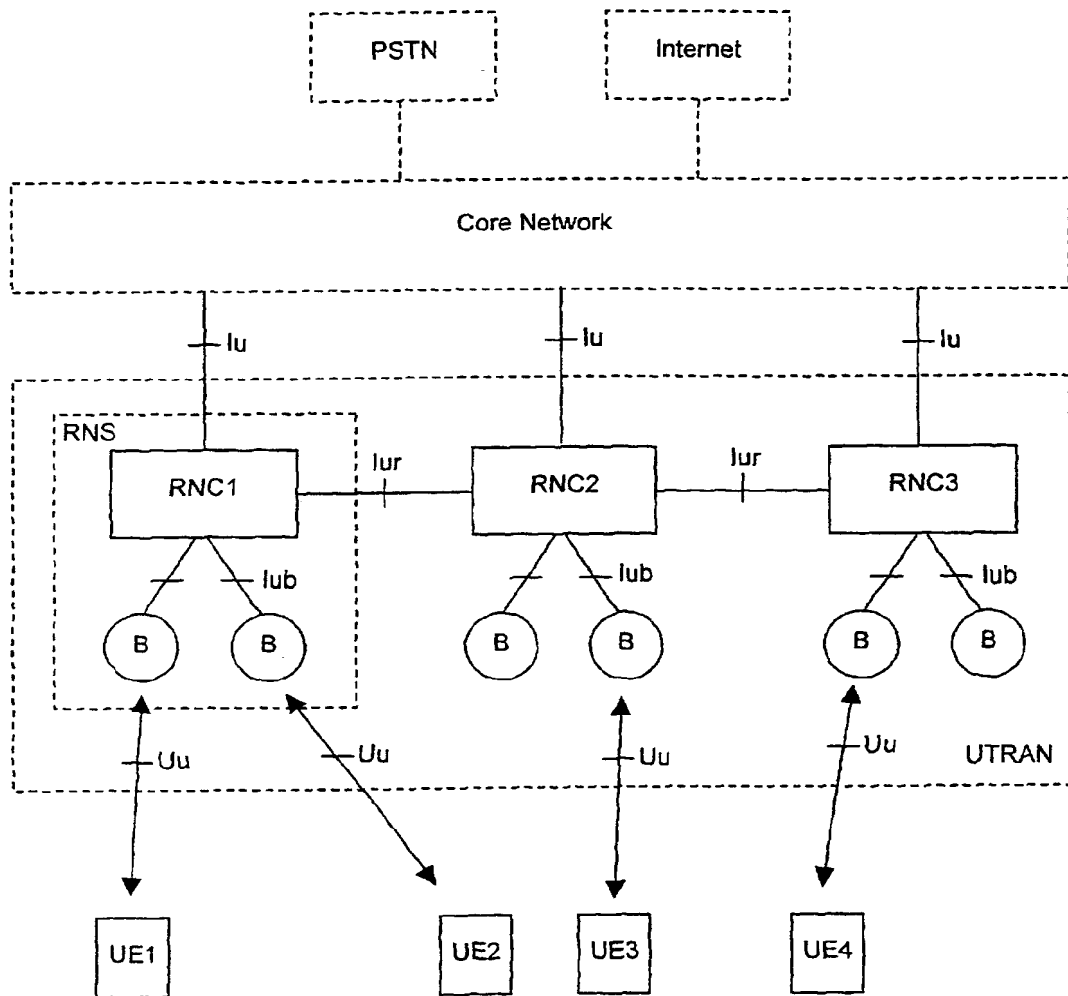 PSTN
Internet
Core Network
Iu
Iu
Iu
RNS
RNC1
Iur
RNC2
Iur
RNC3
Iub
Iub
Iub
B
B
B
B
B
B
Uu
Uu
Uu
Uu
UTRAN
UE1
UE2
UE3
UE4